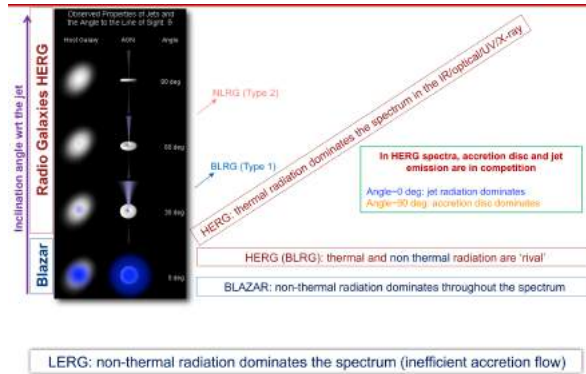 Observed Properties of Jets and
the Angle to the Line of Sight θ
Host Galaxy AGN Angle
90 deg
60 deg
30 deg
0 deg
Inclination angle wrt the jet
Radio Galaxies HERG
Blazar
NLRG (Type 2)
BLRG (Type 1)
HERG: thermal radiation dominates the spectrum in the IR/optical/UV/X-ray
In HERG spectra, accretion disc and jet
emission are in competition
Angle~0 deg: jet radiation dominates
Angle~90 deg: accretion disc dominates
HERG (BLRG): thermal and non thermal radiation are ‘rival’
BLAZAR: non-thermal radiation dominates throughout the spectrum
LERG: non-thermal radiation dominates the spectrum (inefficient accretion flow)